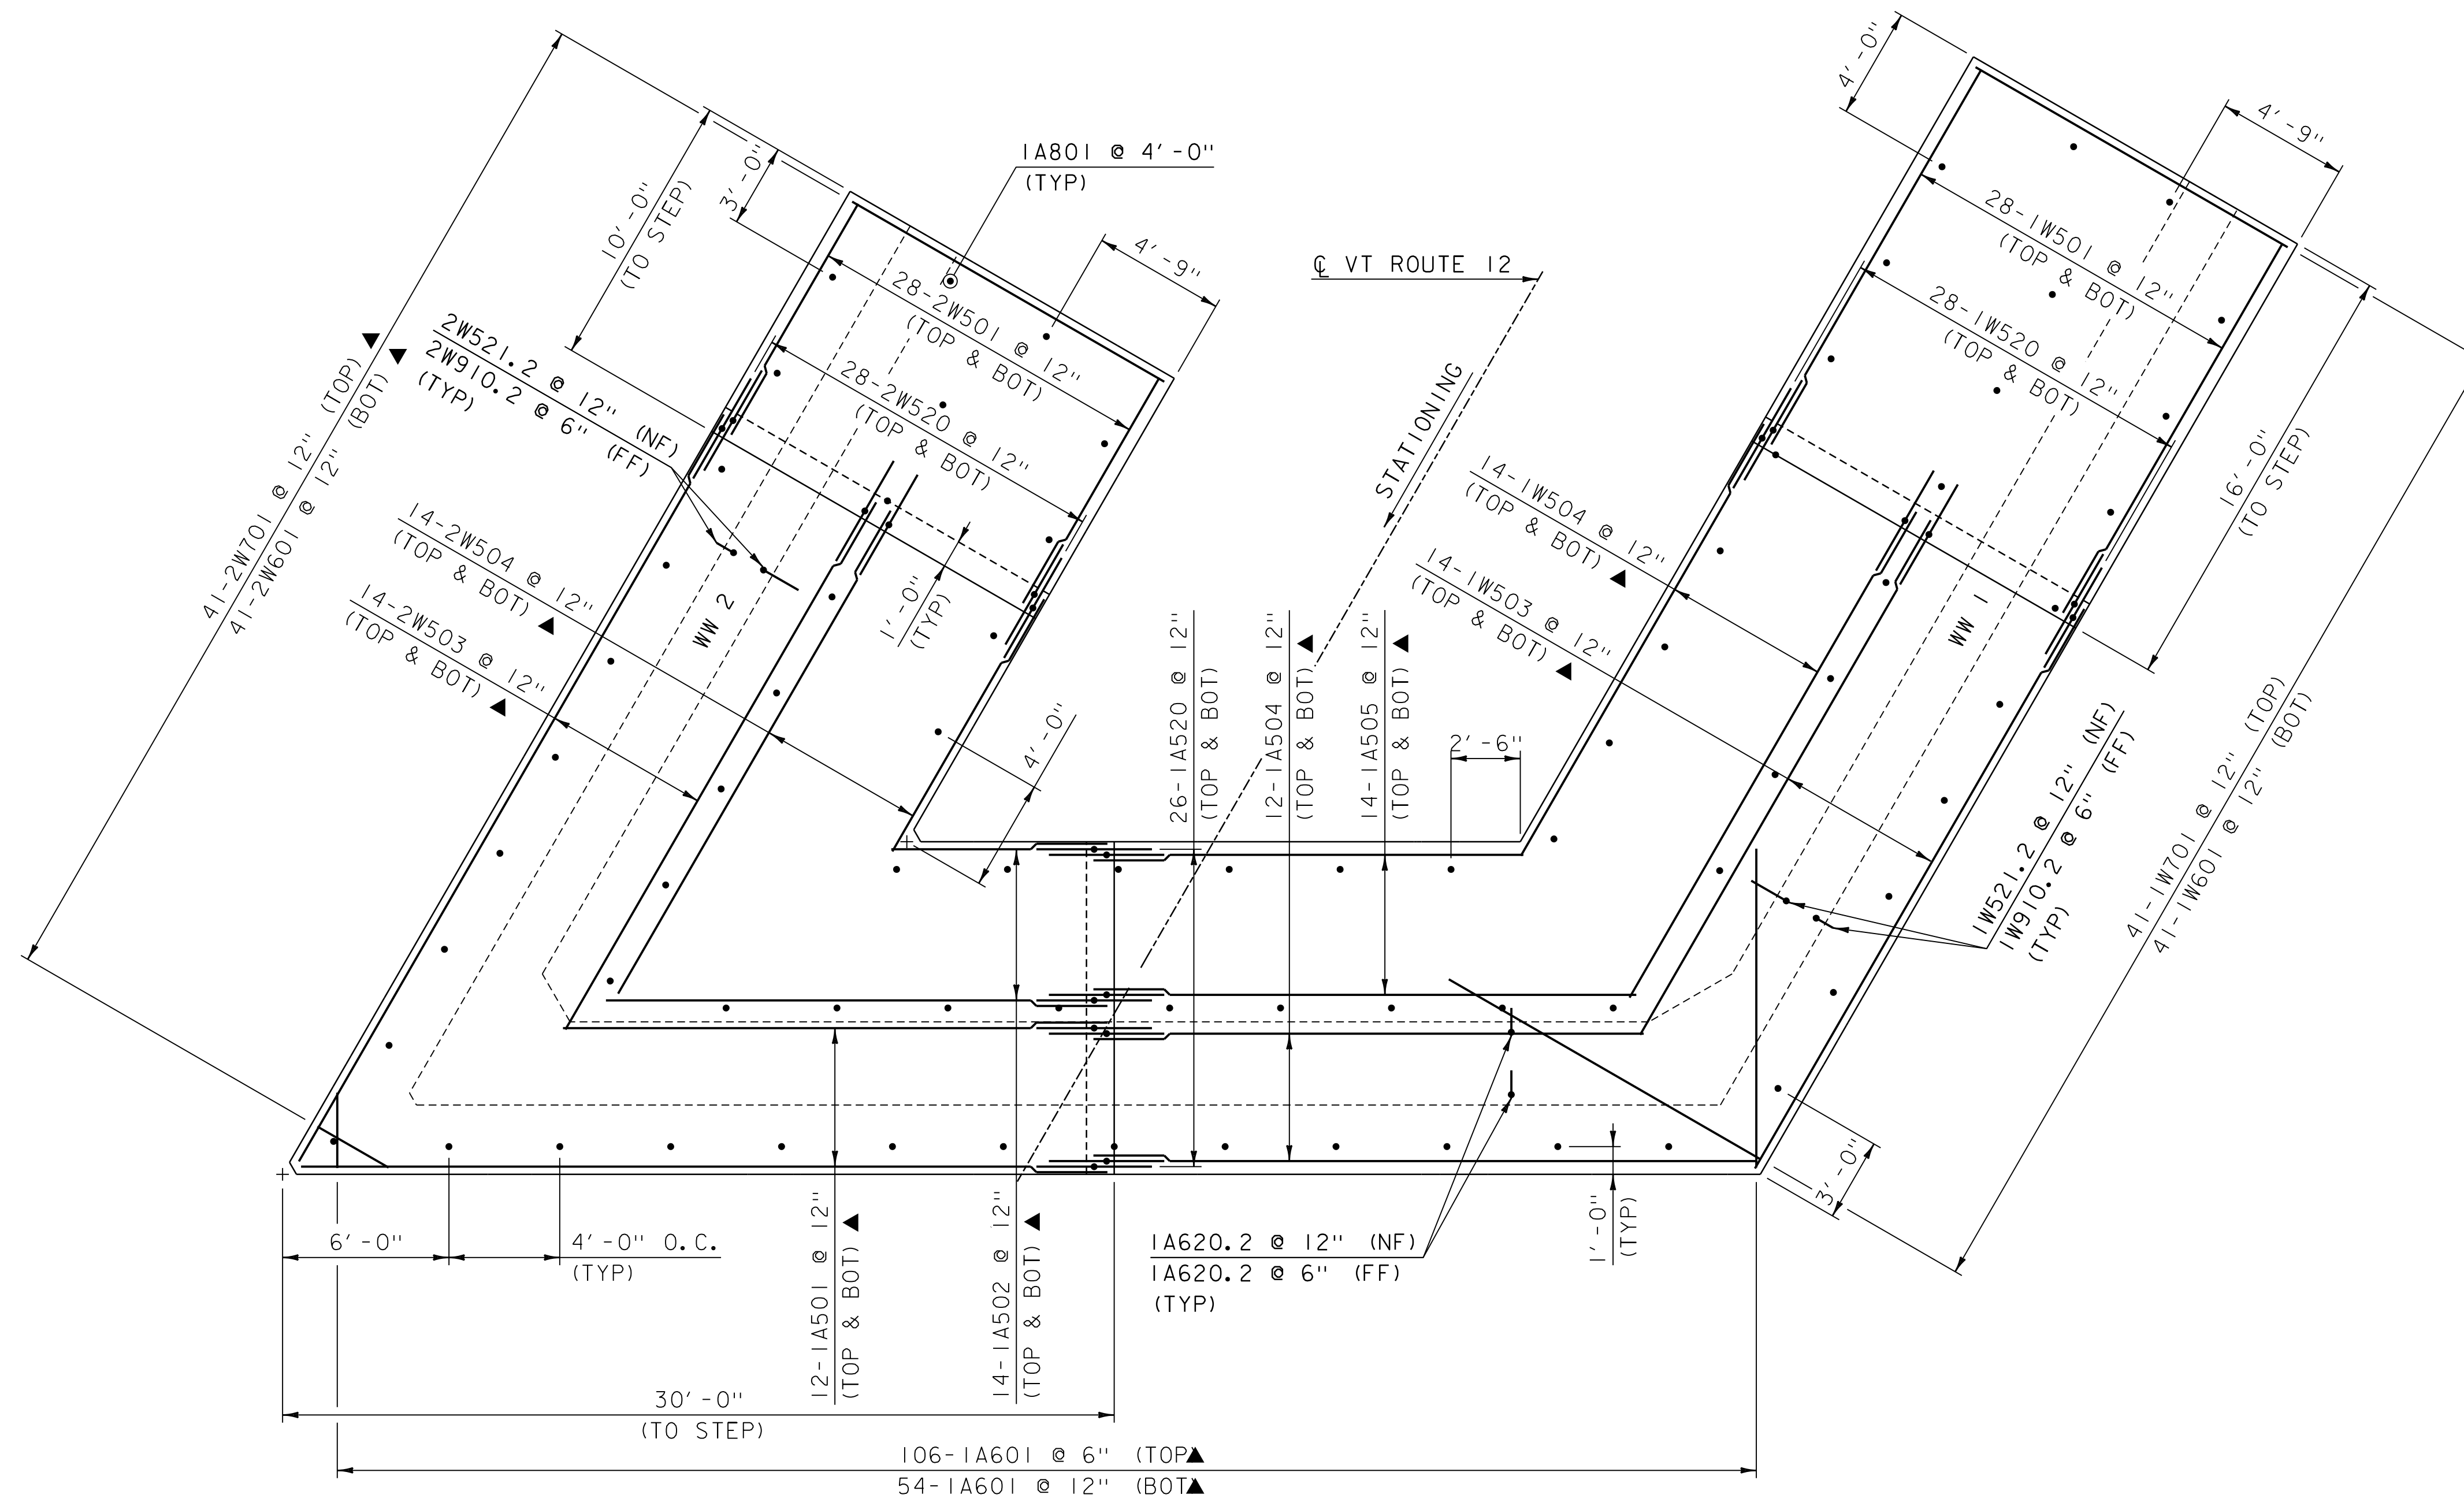 4'-0"
4'-9"
28-1W501 @ 12"
(TOP & BOT)
28-1W520 @ 12"
(TOP & BOT)
16'-0"
(TO STEP)
1A801 @ 4'-0"
(TYP)
3'-0"
10'-0"
(TO STEP)
4'-9"
28-2W501 @ 12"
(TOP & BOT)
28-2W520 @ 12"
(TOP & BOT)
℄ VT ROUTE 12
STATIONING
2W521.2 @ 12" (NF)
2W910.2 @ 6" (FF)
(TYP)
41-2W701 @ 12" (TOP) ▲
41-2W601 @ 12" (BOT) ▲
14-2W504 @ 12"
(TOP & BOT) ▲
14-2W503 @ 12"
(TOP & BOT) ▲
WW 2
1'-0"
(TYP)
4'-0"
26-1A520 @ 12"
(TOP & BOT)
12-1A504 @ 12"
(TOP & BOT) ▲
14-1A505 @ 12"
(TOP & BOT) ▲
2'-6"
14-1W504 @ 12"
(TOP & BOT) ▲
14-1W503 @ 12"
(TOP & BOT) ▲
WW 1
1W521.2 @ 12" (NF)
1W910.2 @ 6" (FF)
(TYP)
41-1W701 @ 12" (TOP)
41-1W601 @ 12" (BOT)
3'-0"
1'-0"
(TYP)
6'-0"
4'-0" O.C.
(TYP)
12-1A501 @ 12"
(TOP & BOT) ▲
14-1A502 @ 12"
(TOP & BOT) ▲
1A620.2 @ 12" (NF)
1A620.2 @ 6" (FF)
(TYP)
30'-0"
(TO STEP)
106-1A601 @ 6" (TOP▲
54-1A601 @ 12" (BOT▲